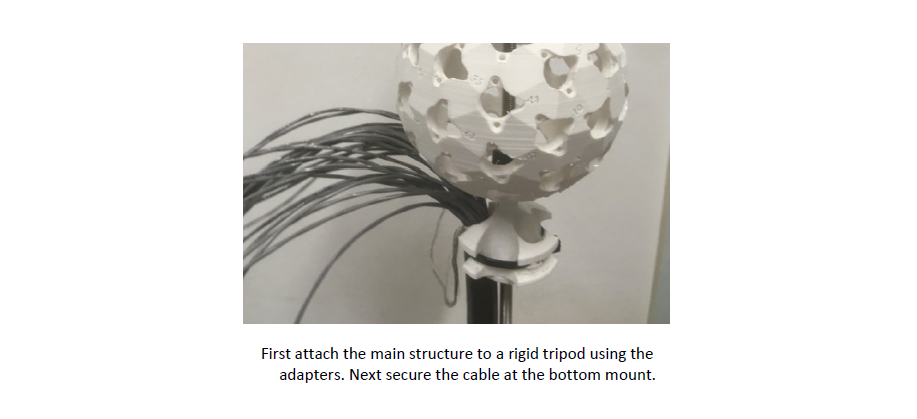 First attach the main structure to a rigid tripod using the
adapters. Next secure the cable at the bottom mount.